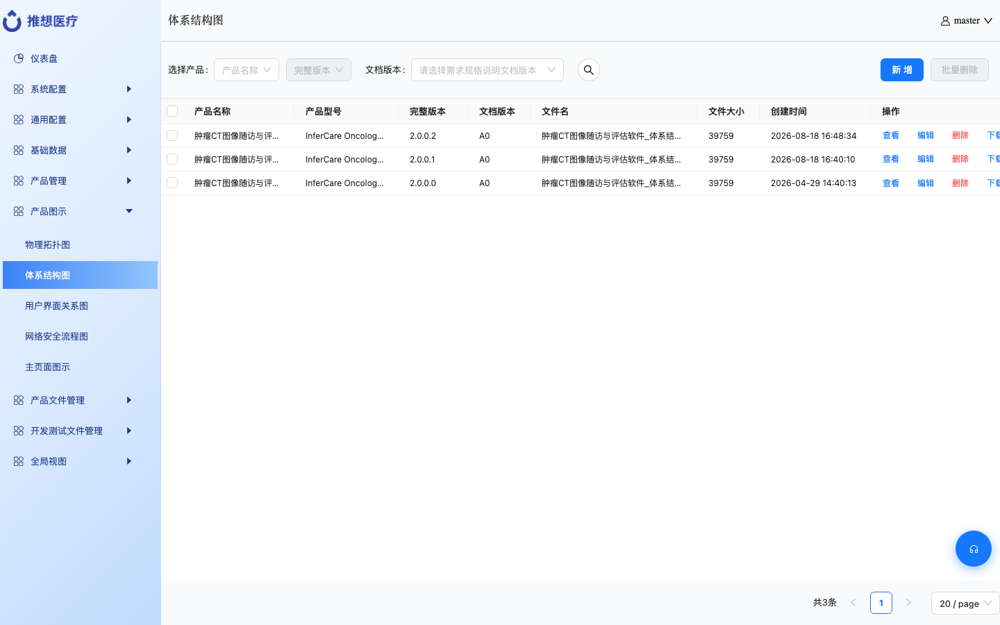 推想医疗
体系结构图
master
仪表盘
系统配置
通用配置
基础数据
产品管理
产品图示
物理拓扑图
体系结构图
用户界面关系图
网络安全流程图
主页面图示
产品文件管理
开发测试文件管理
全局视图
选择产品： 产品名称 完整版本 文档版本： 请选择需求规格说明文档版本 新 增 批量删除
产品名称 产品型号 完整版本 文档版本 文件名 文件大小 创建时间 操作
肿瘤CT图像随访与评... InferCare Oncolog... 2.0.0.2 A0 肿瘤CT图像随访与评估软件_体系结... 39759 2026-08-18 16:48:34 查看 编辑 删除 下载
肿瘤CT图像随访与评... InferCare Oncolog... 2.0.0.1 A0 肿瘤CT图像随访与评估软件_体系结... 39759 2026-08-18 16:40:10 查看 编辑 删除 下载
肿瘤CT图像随访与评... InferCare Oncolog... 2.0.0.0 A0 肿瘤CT图像随访与评估软件_体系结... 39759 2026-04-29 14:40:13 查看 编辑 删除 下载
共3条 1 20 / page